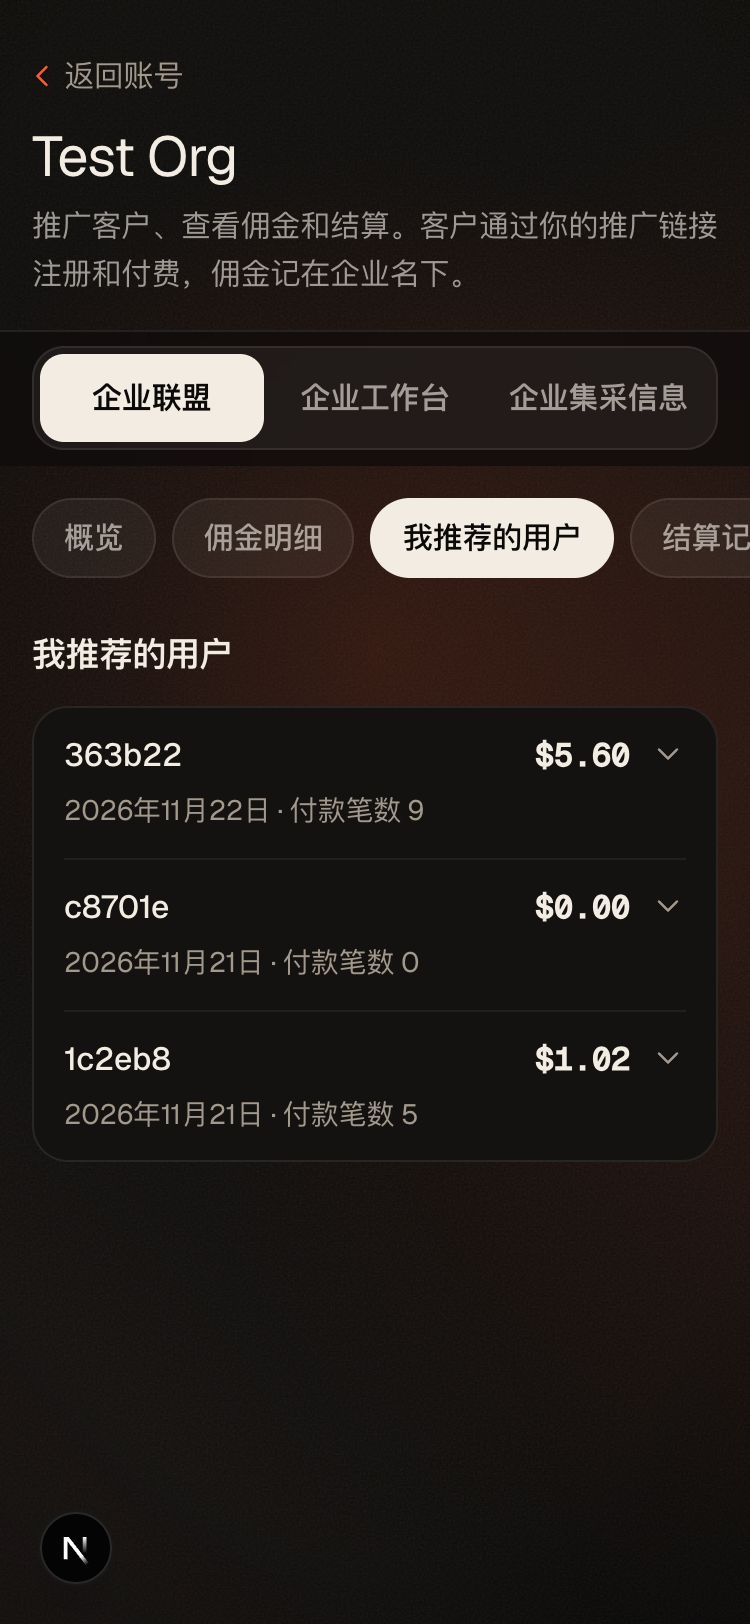 返回账号
Test Org
推广客户、查看佣金和结算。客户通过你的推广链接
注册和付费，佣金记在企业名下。
企业联盟 企业工作台 企业集采信息
概览 佣金明细 我推荐的用户 结算记
我推荐的用户
363b22 $5.60
2026年11月22日 · 付款笔数 9
c8701e $0.00
2026年11月21日 · 付款笔数 0
1c2eb8 $1.02
2026年11月21日 · 付款笔数 5
N